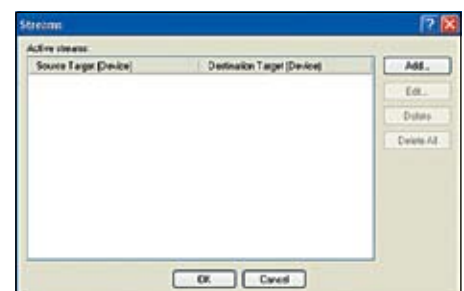 Streams
Active streams:
Source Target (Device) Destination Target (Device)
Add...
Edit...
Delete
Delete All
OK Cancel